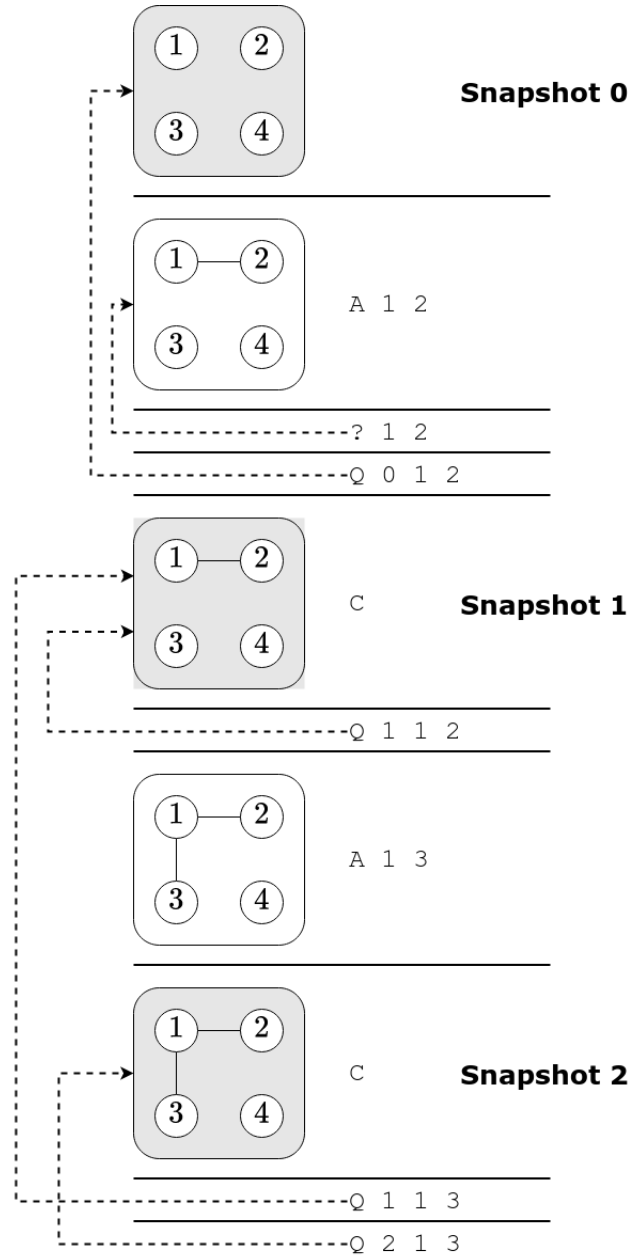 1 2
Snapshot 0
3 4
1 2
A 1 2
3 4
? 1 2
Q 0 1 2
1 2
C Snapshot 1
3 4
Q 1 1 2
1 2
A 1 3
3 4
1 2
C Snapshot 2
3 4
Q 1 1 3
Q 2 1 3